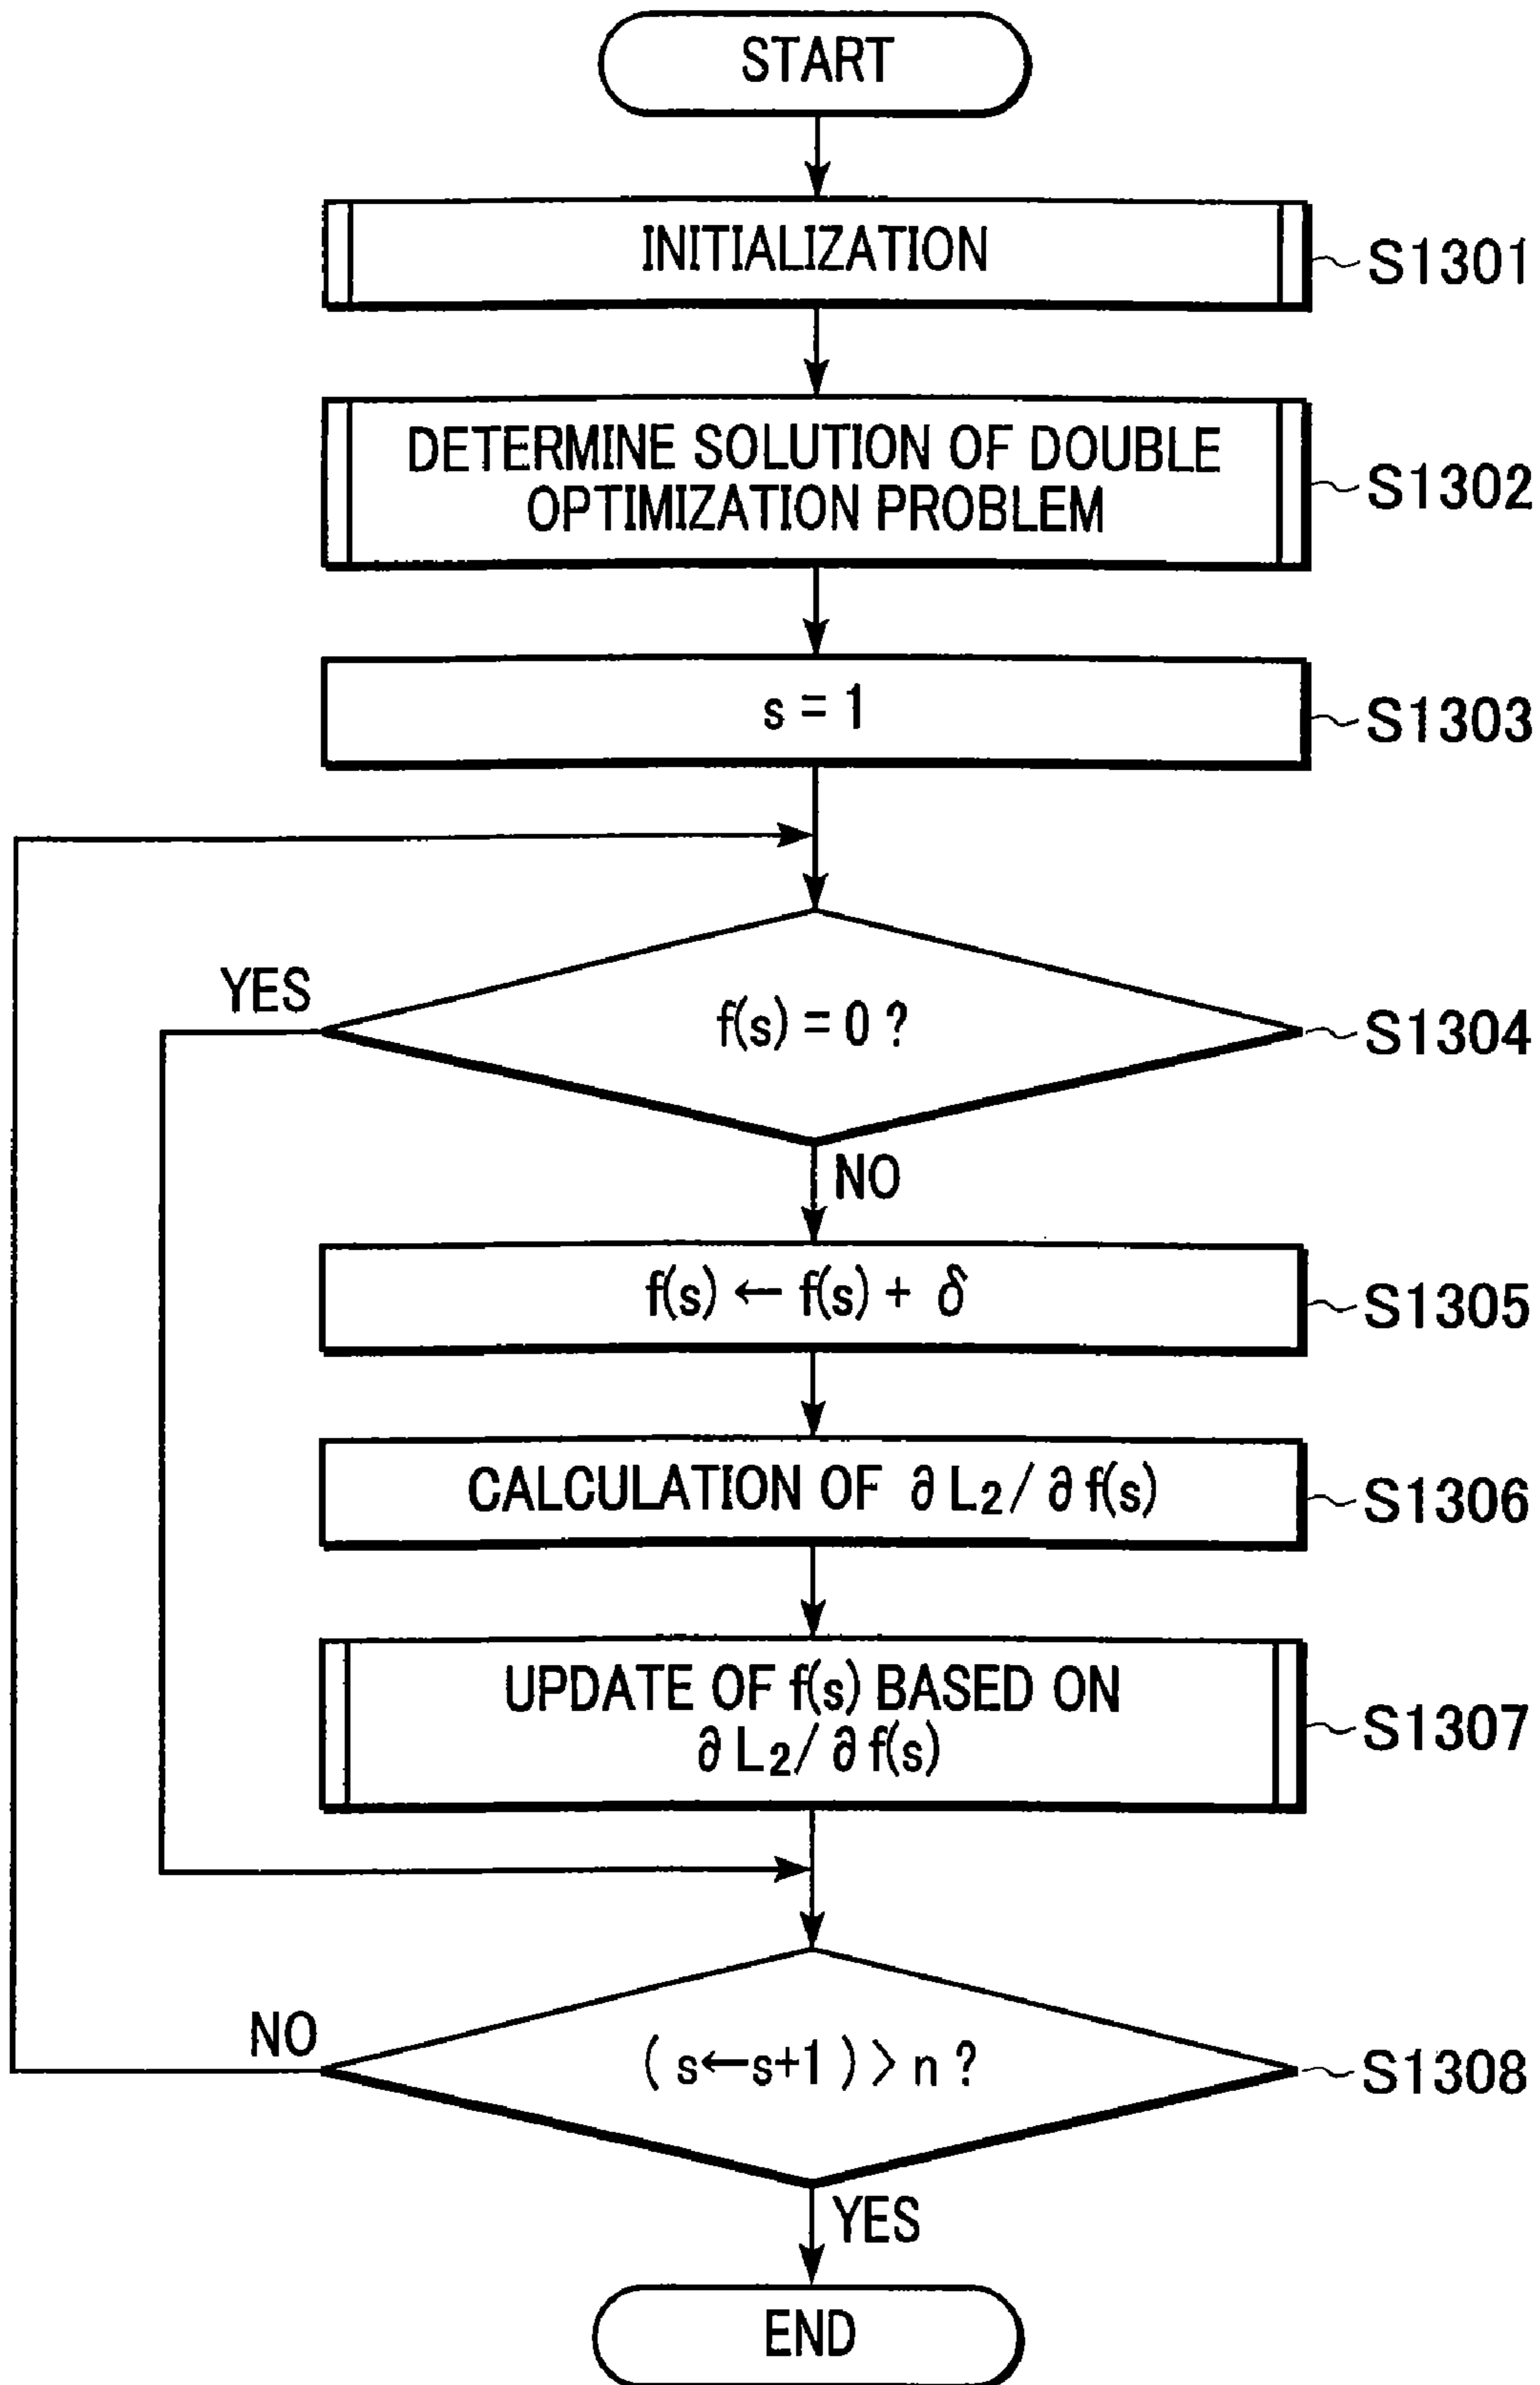 START
INITIALIZATION
S1301
DETERMINE SOLUTION OF DOUBLE
OPTIMIZATION PROBLEM
S1302
s = 1
S1303
YES
f(s) = 0 ?
S1304
NO
f(s) ← f(s) + δ
S1305
CALCULATION OF ∂ L₂ / ∂ f(s)
S1306
UPDATE OF f(s) BASED ON
∂ L₂ / ∂ f(s)
S1307
NO
( s←s+1 ) > n ?
S1308
YES
END